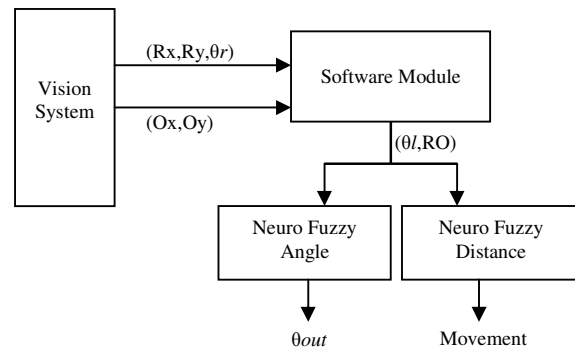 (Rx,Ry,θr)
Vision
System
Software Module
(Ox,Oy)
(θl,RO)
Neuro Fuzzy
Angle
Neuro Fuzzy
Distance
θout
Movement